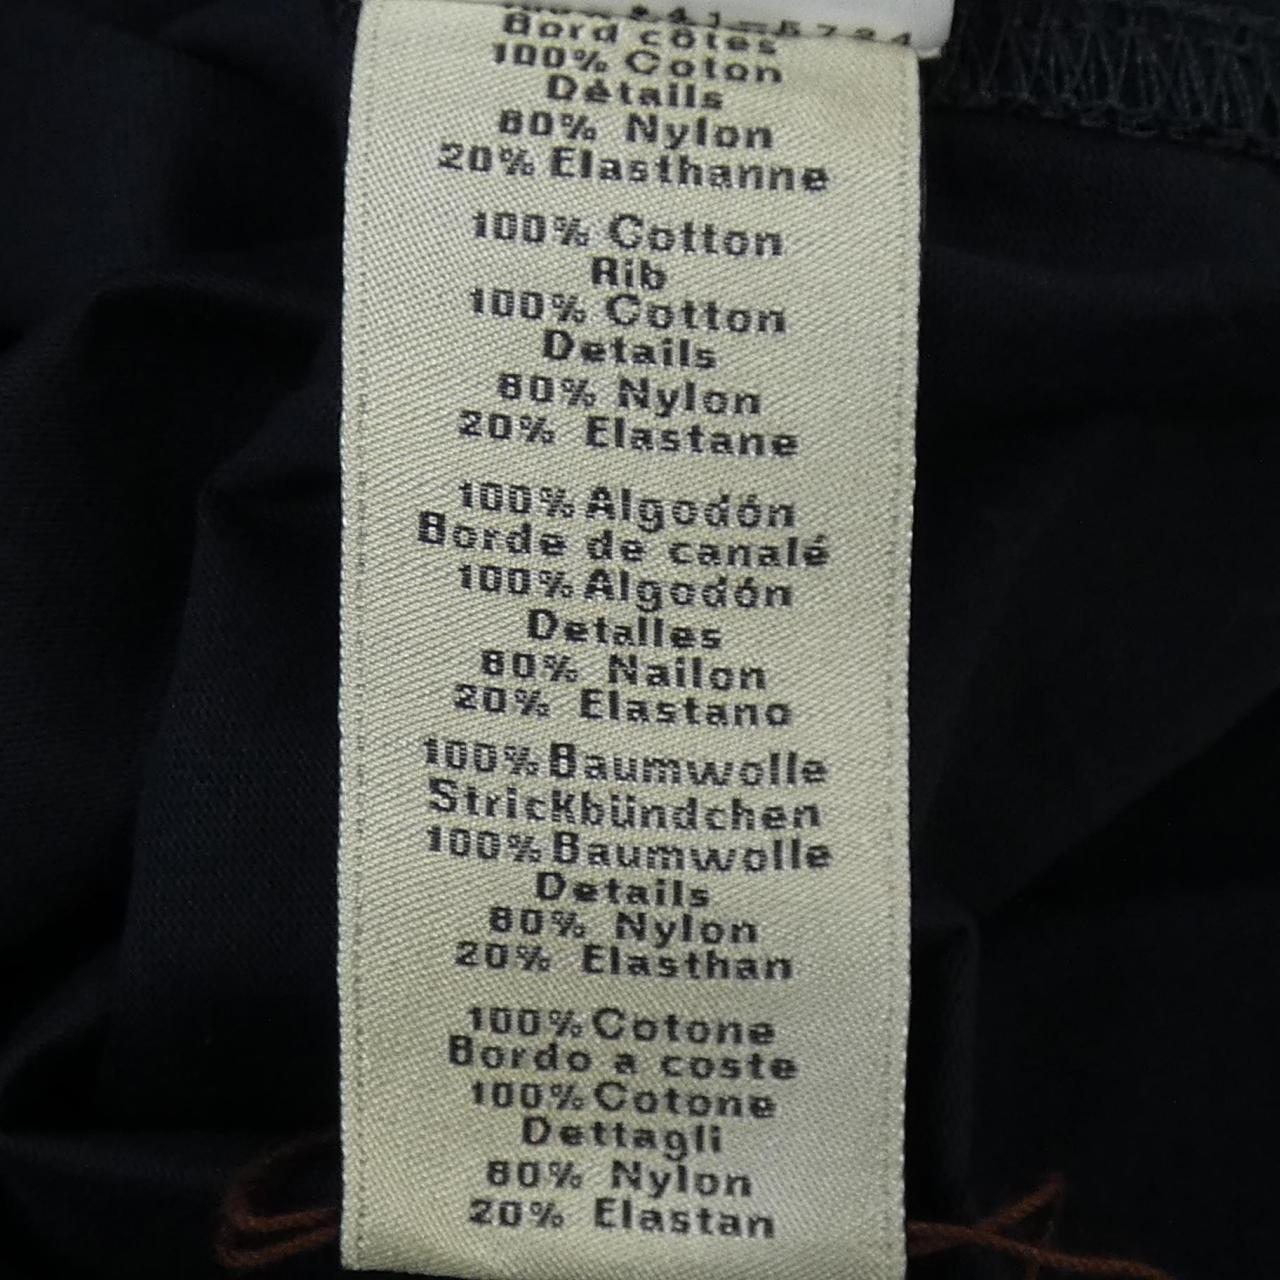 Bord côtes
100% Coton
Détails
80% Nylon
20% Elasthanne
100% Cotton
Rib
100% Cotton
Details
80% Nylon
20% Elastane
100% Algodón
Borde de canalé
100% Algodón
Detalles
80% Nailon
20% Elastano
100% Baumwolle
Strickbündchen
100% Baumwolle
Details
80% Nylon
20% Elasthan
100% Cotone
Bordo a coste
100% Cotone
Dettagli
80% Nylon
20% Elastan